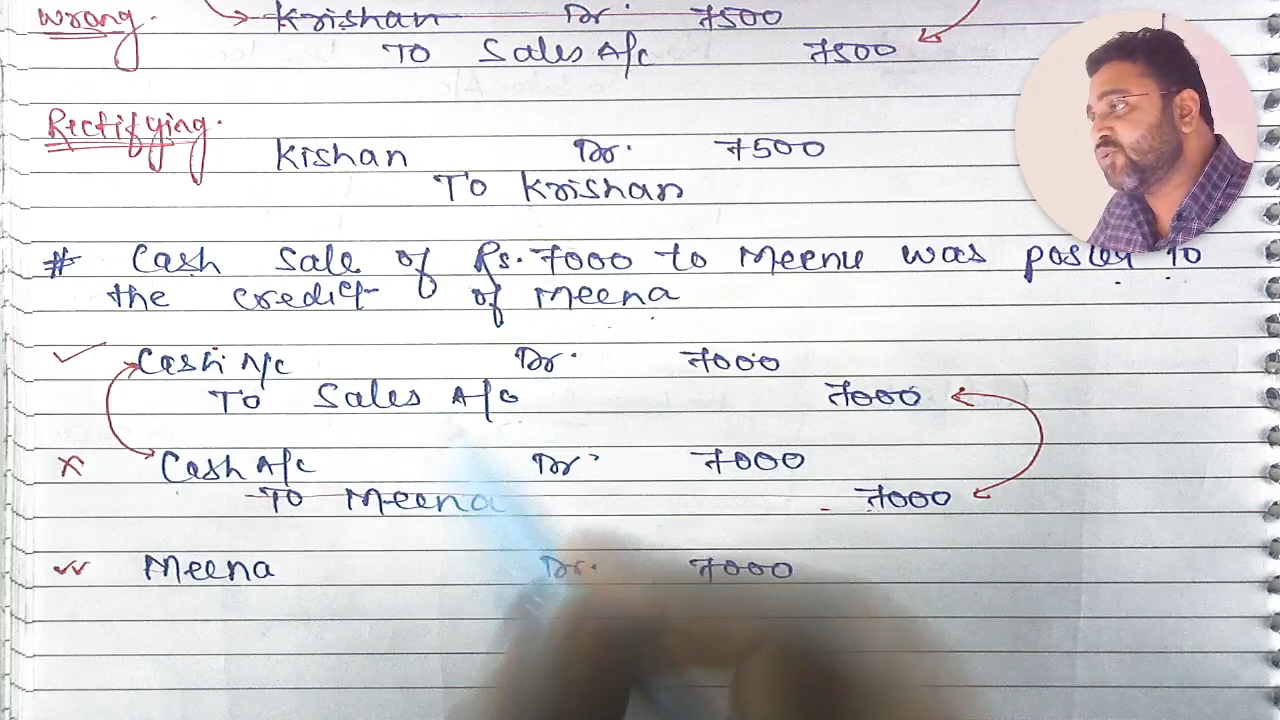 Wrong. Krishan Dr. 7500
To Sales A/c 7500
Rectifying.
Kishan Dr. 7500
To Krishan
# Cash Sale of Rs. 7000 to Meenu was posted to
the credit of Meena
✓ Cash A/c Dr. 7000
To Sales A/c 7000
× Cash A/c Dr. 7000
To Meena 7000
Meena Dr. 7000